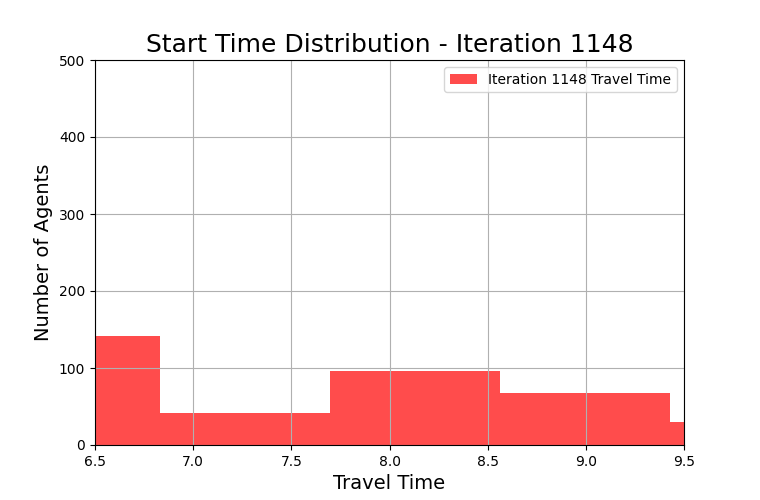 Start Time Distribution - Iteration 1148
500
400
300
200
100
0
Number of Agents
Iteration 1148 Travel Time
6.5 7.0 7.5 8.0 8.5 9.0 9.5
Travel Time